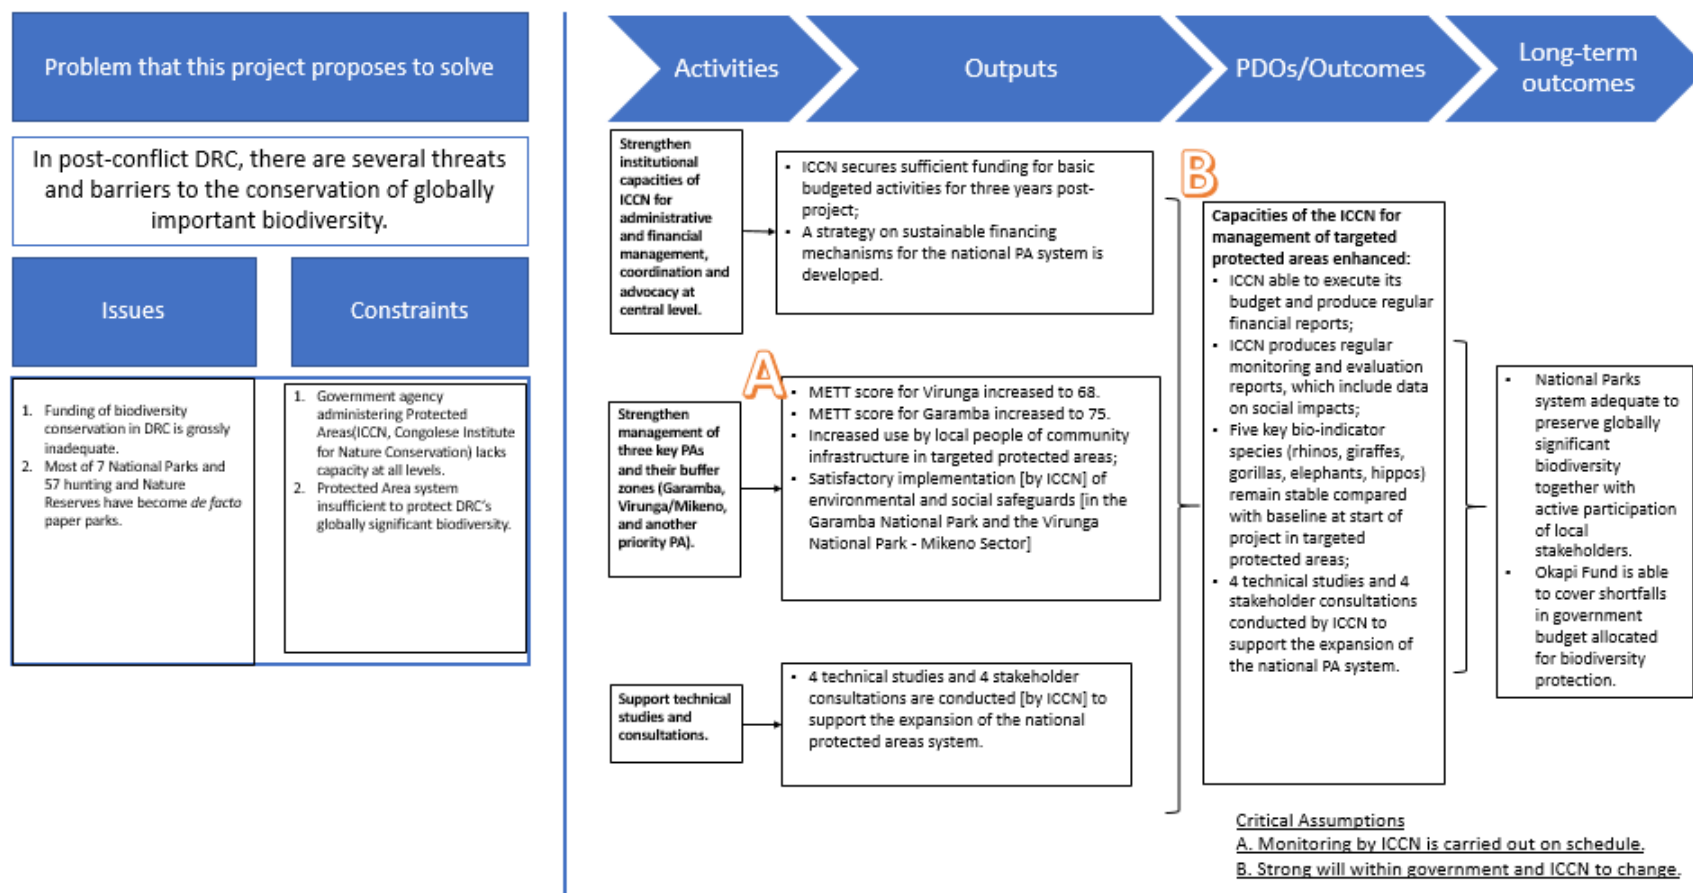 Problem that this project proposes to solve
In post-conflict DRC, there are several threats
and barriers to the conservation of globally
important biodiversity.
Issues
Constraints
1. Funding of biodiversity
conservation in DRC is grossly
inadequate.
2. Most of 7 National Parks and
57 hunting and Nature
Reserves have become de facto
paper parks.
1. Government agency
administering Protected
Areas(ICCN, Congolese Institute
for Nature Conservation) lacks
capacity at all levels.
2. Protected Area system
insufficient to protect DRC's
globally significant biodiversity.
Activities
Outputs
PDOs/Outcomes
Long-term
outcomes
Strengthen
institutional
capacities of
ICCN for
administrative
and financial
management,
coordination and
advocacy at
central level.
▪ ICCN secures sufficient funding for basic
budgeted activities for three years post-
project;
▪ A strategy on sustainable financing
mechanisms for the national PA system is
developed.
A
Strengthen
management of
three key PAs
and their buffer
zones (Garamba,
Virunga/Mikeno,
and another
priority PA).
▪ METT score for Virunga increased to 68.
▪ METT score for Garamba increased to 75.
▪ Increased use by local people of community
infrastructure in targeted protected areas;
▪ Satisfactory implementation [by ICCN] of
environmental and social safeguards [in the
Garamba National Park and the Virunga
National Park - Mikeno Sector]
Support technical
studies and
consultations.
▪ 4 technical studies and 4 stakeholder
consultations are conducted [by ICCN] to
support the expansion of the national
protected areas system.
B
Capacities of the ICCN for
management of targeted
protected areas enhanced:
▪ ICCN able to execute its
budget and produce regular
financial reports;
▪ ICCN produces regular
monitoring and evaluation
reports, which include data
on social impacts;
▪ Five key bio-indicator
species (rhinos, giraffes,
gorillas, elephants, hippos)
remain stable compared
with baseline at start of
project in targeted
protected areas;
▪ 4 technical studies and 4
stakeholder consultations
conducted by ICCN to
support the expansion of
the national PA system.
▪ National Parks
system adequate to
preserve globally
significant
biodiversity
together with
active participation
of local
stakeholders.
▪ Okapi Fund is able
to cover shortfalls
in government
budget allocated
for biodiversity
protection.
Critical Assumptions
A. Monitoring by ICCN is carried out on schedule.
B. Strong will within government and ICCN to change.